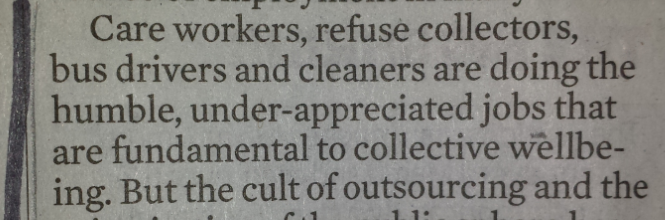 Care workers, refuse collectors,
bus drivers and cleaners are doing the
humble, under-appreciated jobs that
are fundamental to collective wellbe-
ing. But the cult of outsourcing and the